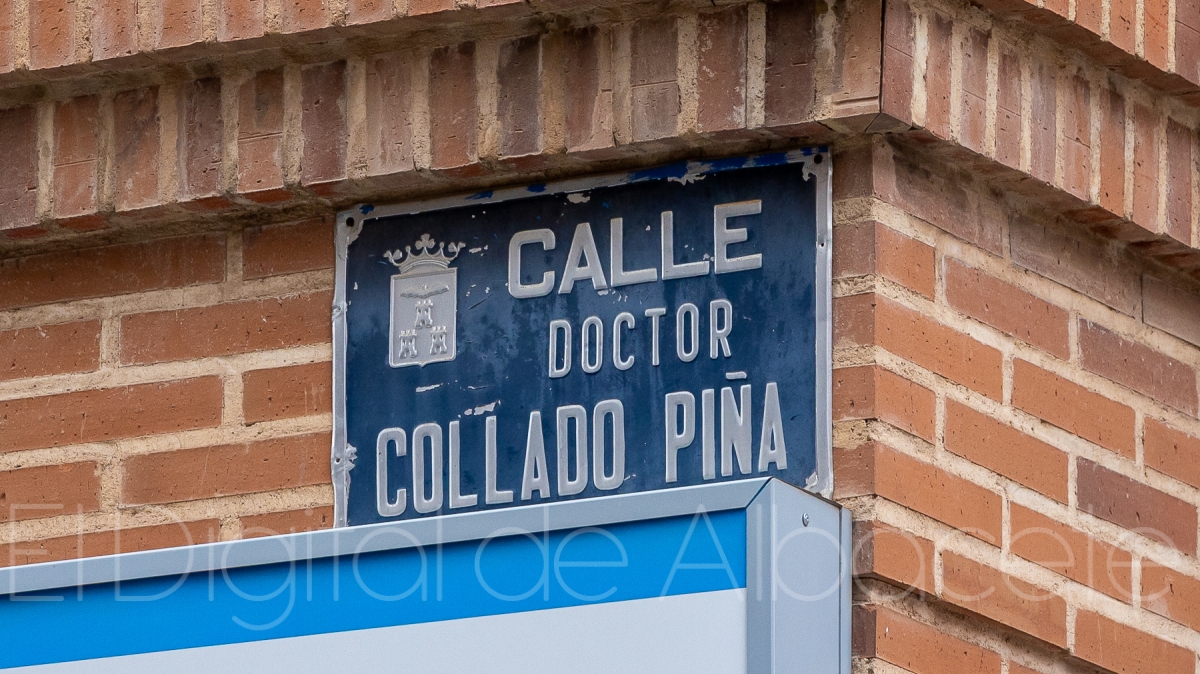 CALLE
DOCTOR
COLLADO PIÑA
El Digital de Albacete